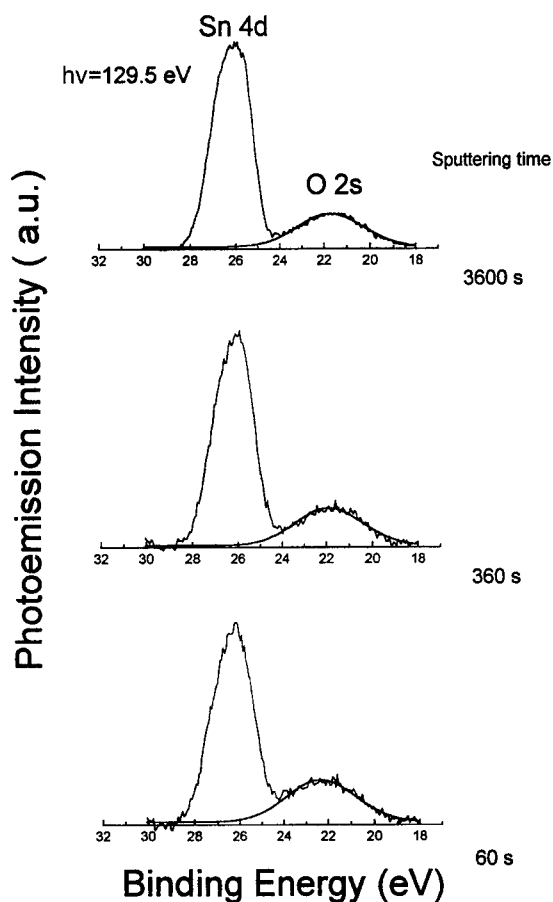 Sn 4d
hν=129.5 eV
Sputtering time
O 2s
32 30 28 26 24 22 20 18
3600 s
32 30 28 26 24 22 20 18
360 s
32 30 28 26 24 22 20 18
60 s
Photoemission Intensity ( a.u.)
Binding Energy (eV)